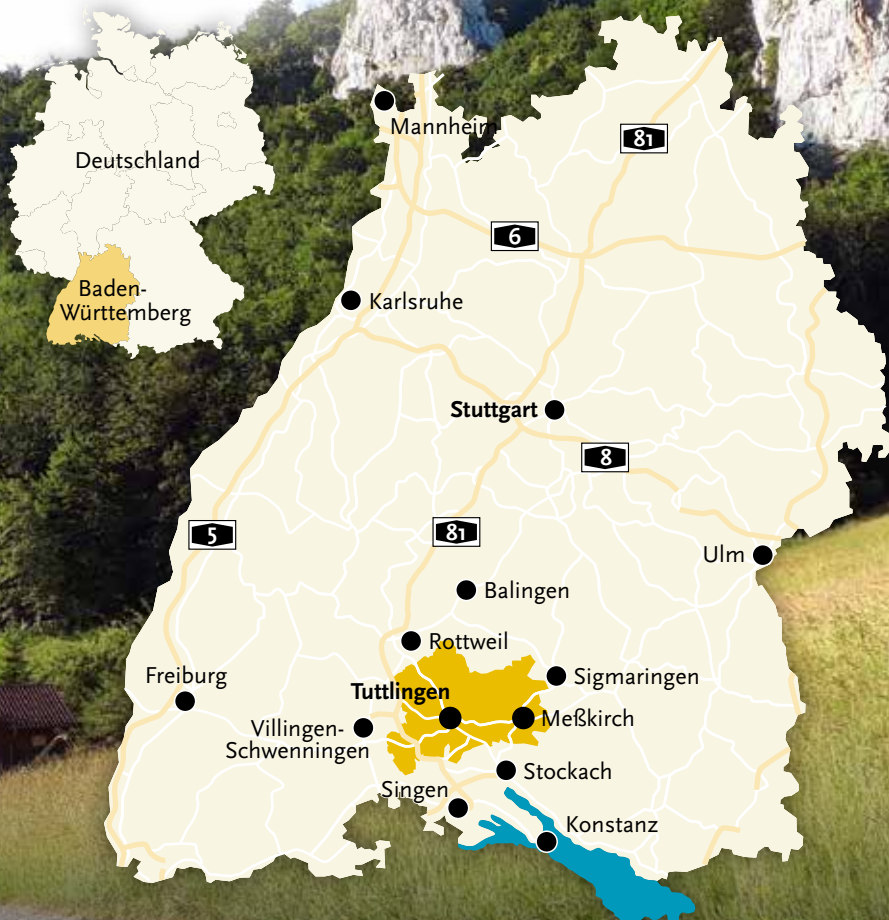 Deutschland
Baden-
Württemberg
Mannheim
81
6
Karlsruhe
Stuttgart
8
5
81
Ulm
Balingen
Rottweil
Freiburg
Sigmaringen
Tuttlingen
Meßkirch
Villingen-
Schwenningen
Stockach
Singen
Konstanz